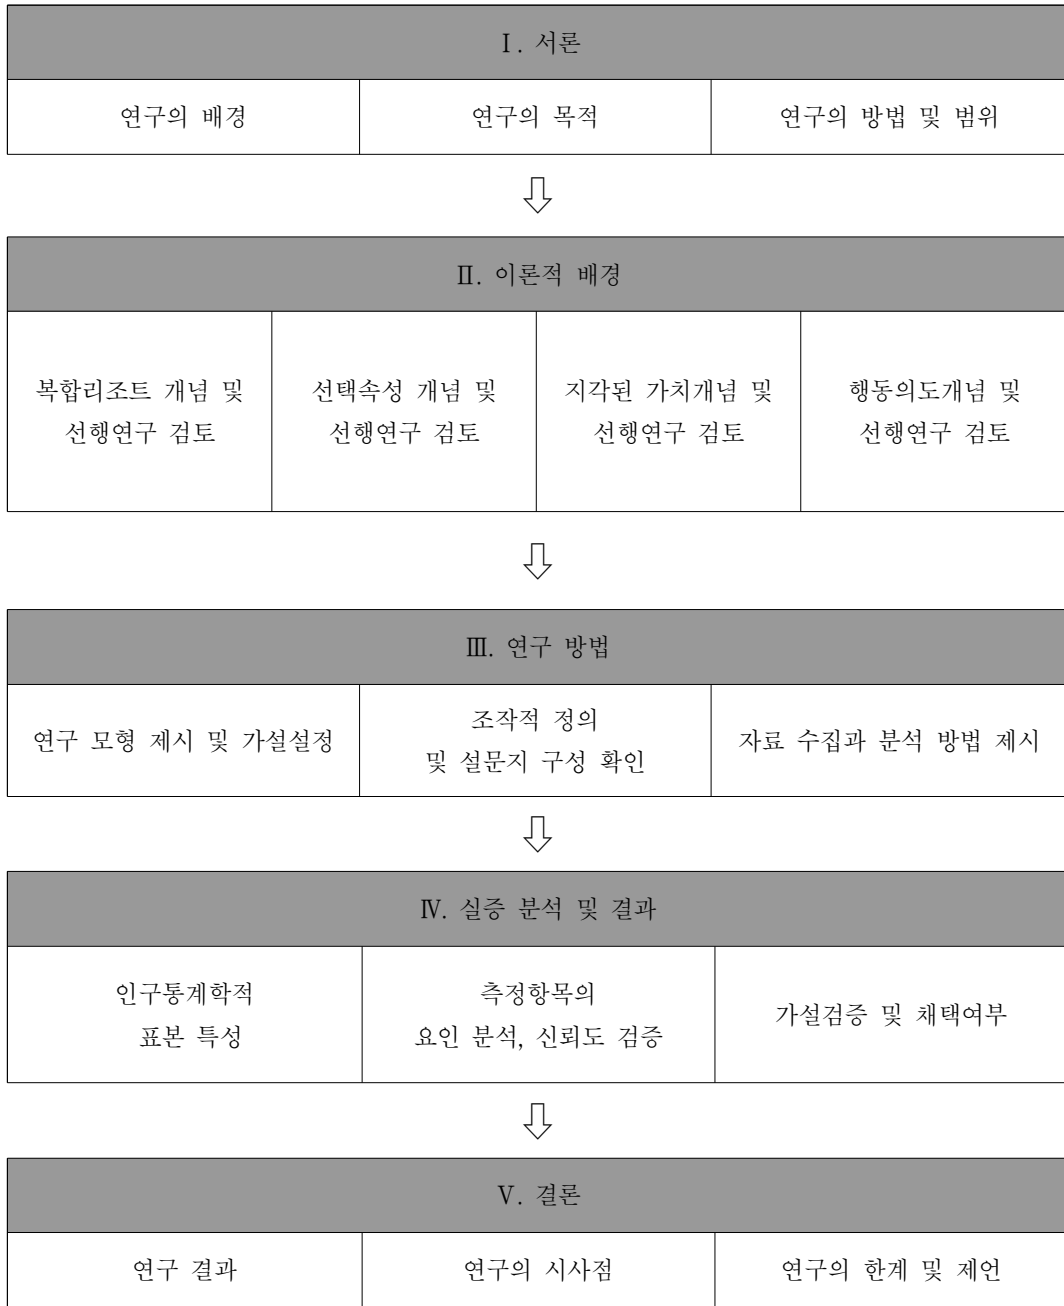 Ⅰ. 서론
연구의 배경
연구의 목적
연구의 방법 및 범위
Ⅱ. 이론적 배경
복합리조트 개념 및
선행연구 검토
선택속성 개념 및
선행연구 검토
지각된 가치개념 및
선행연구 검토
행동의도개념 및
선행연구 검토
Ⅲ. 연구 방법
연구 모형 제시 및 가설설정
조작적 정의
및 설문지 구성 확인
자료 수집과 분석 방법 제시
Ⅳ. 실증 분석 및 결과
인구통계학적
표본 특성
측정항목의
요인 분석, 신뢰도 검증
가설검증 및 채택여부
Ⅴ. 결론
연구 결과
연구의 시사점
연구의 한계 및 제언